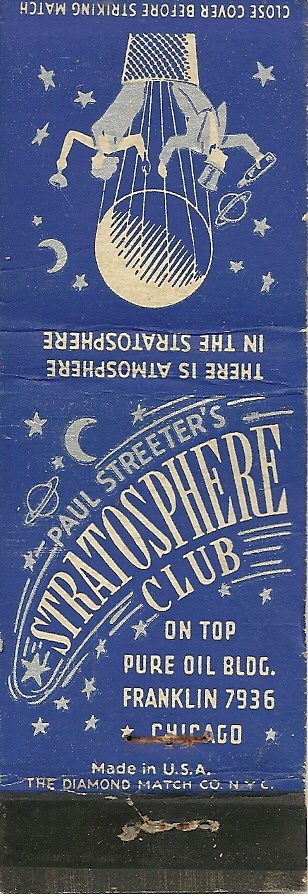 CLOSE COVER BEFORE STRIKING MATCH
THERE IS ATMOSPHERE
IN THE STRATOSPHERE
PAUL STREETER'S
STRATOSPHERE
CLUB
ON TOP
PURE OIL BLDG.
FRANKLIN 7936
CHICAGO
Made in U.S.A.
THE DIAMOND MATCH CO. N.Y.C.